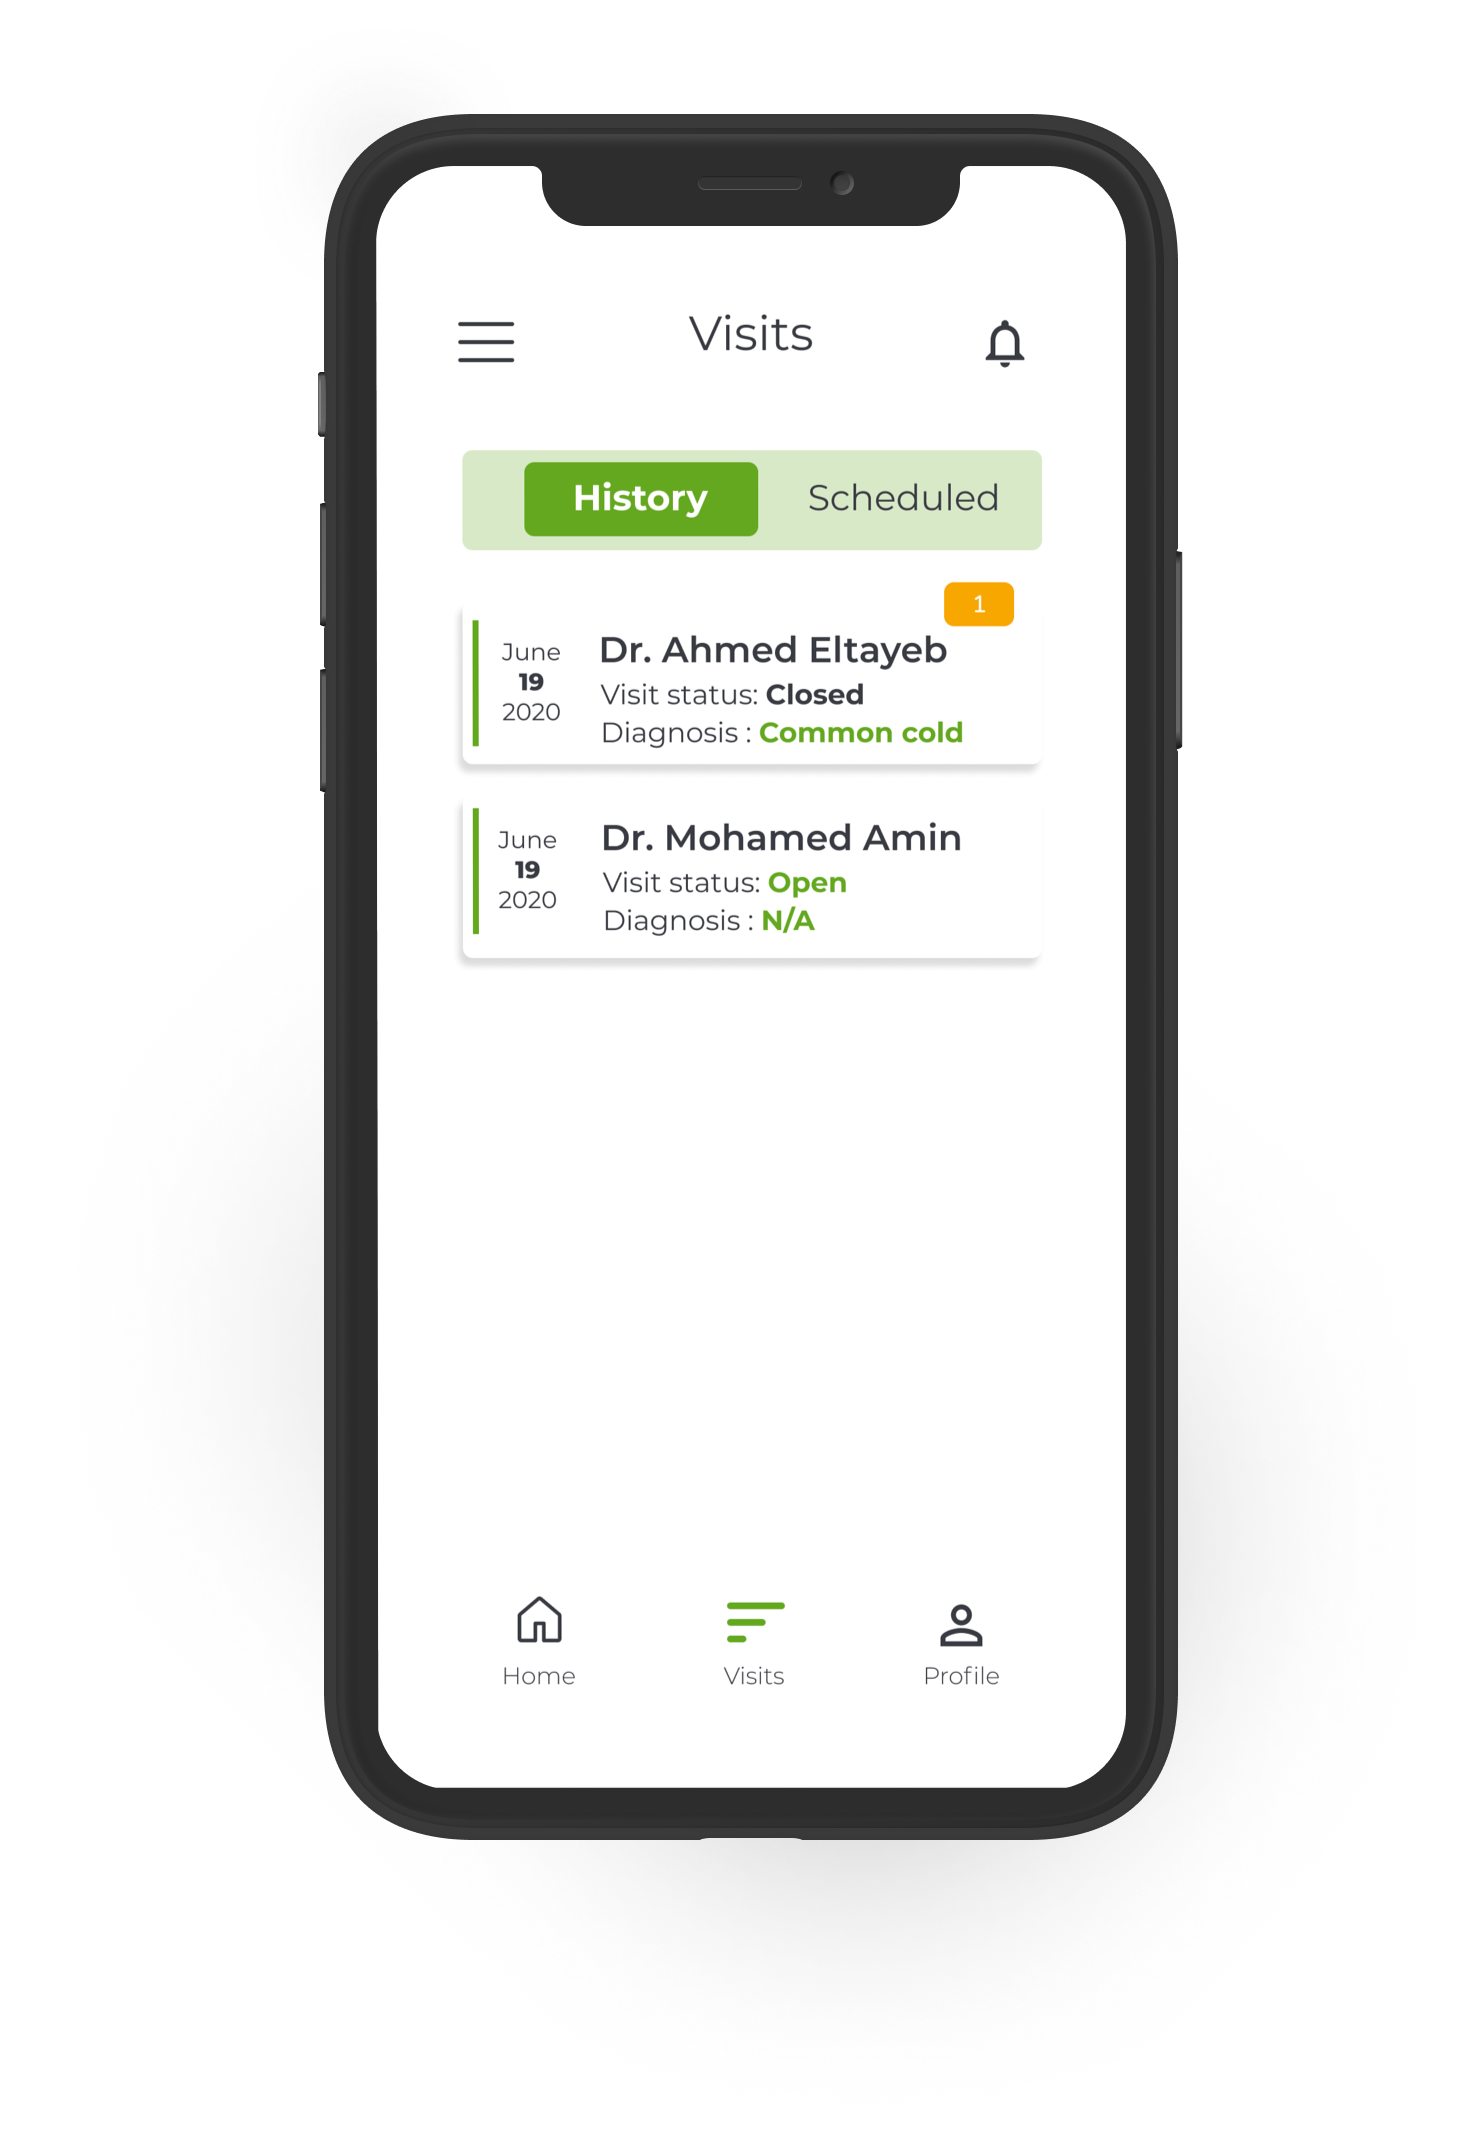 Visits
History Scheduled
1
June
19
2020
Dr. Ahmed Eltayeb
Visit status: Closed
Diagnosis : Common cold
June
19
2020
Dr. Mohamed Amin
Visit status: Open
Diagnosis : N/A
Home Visits Profile